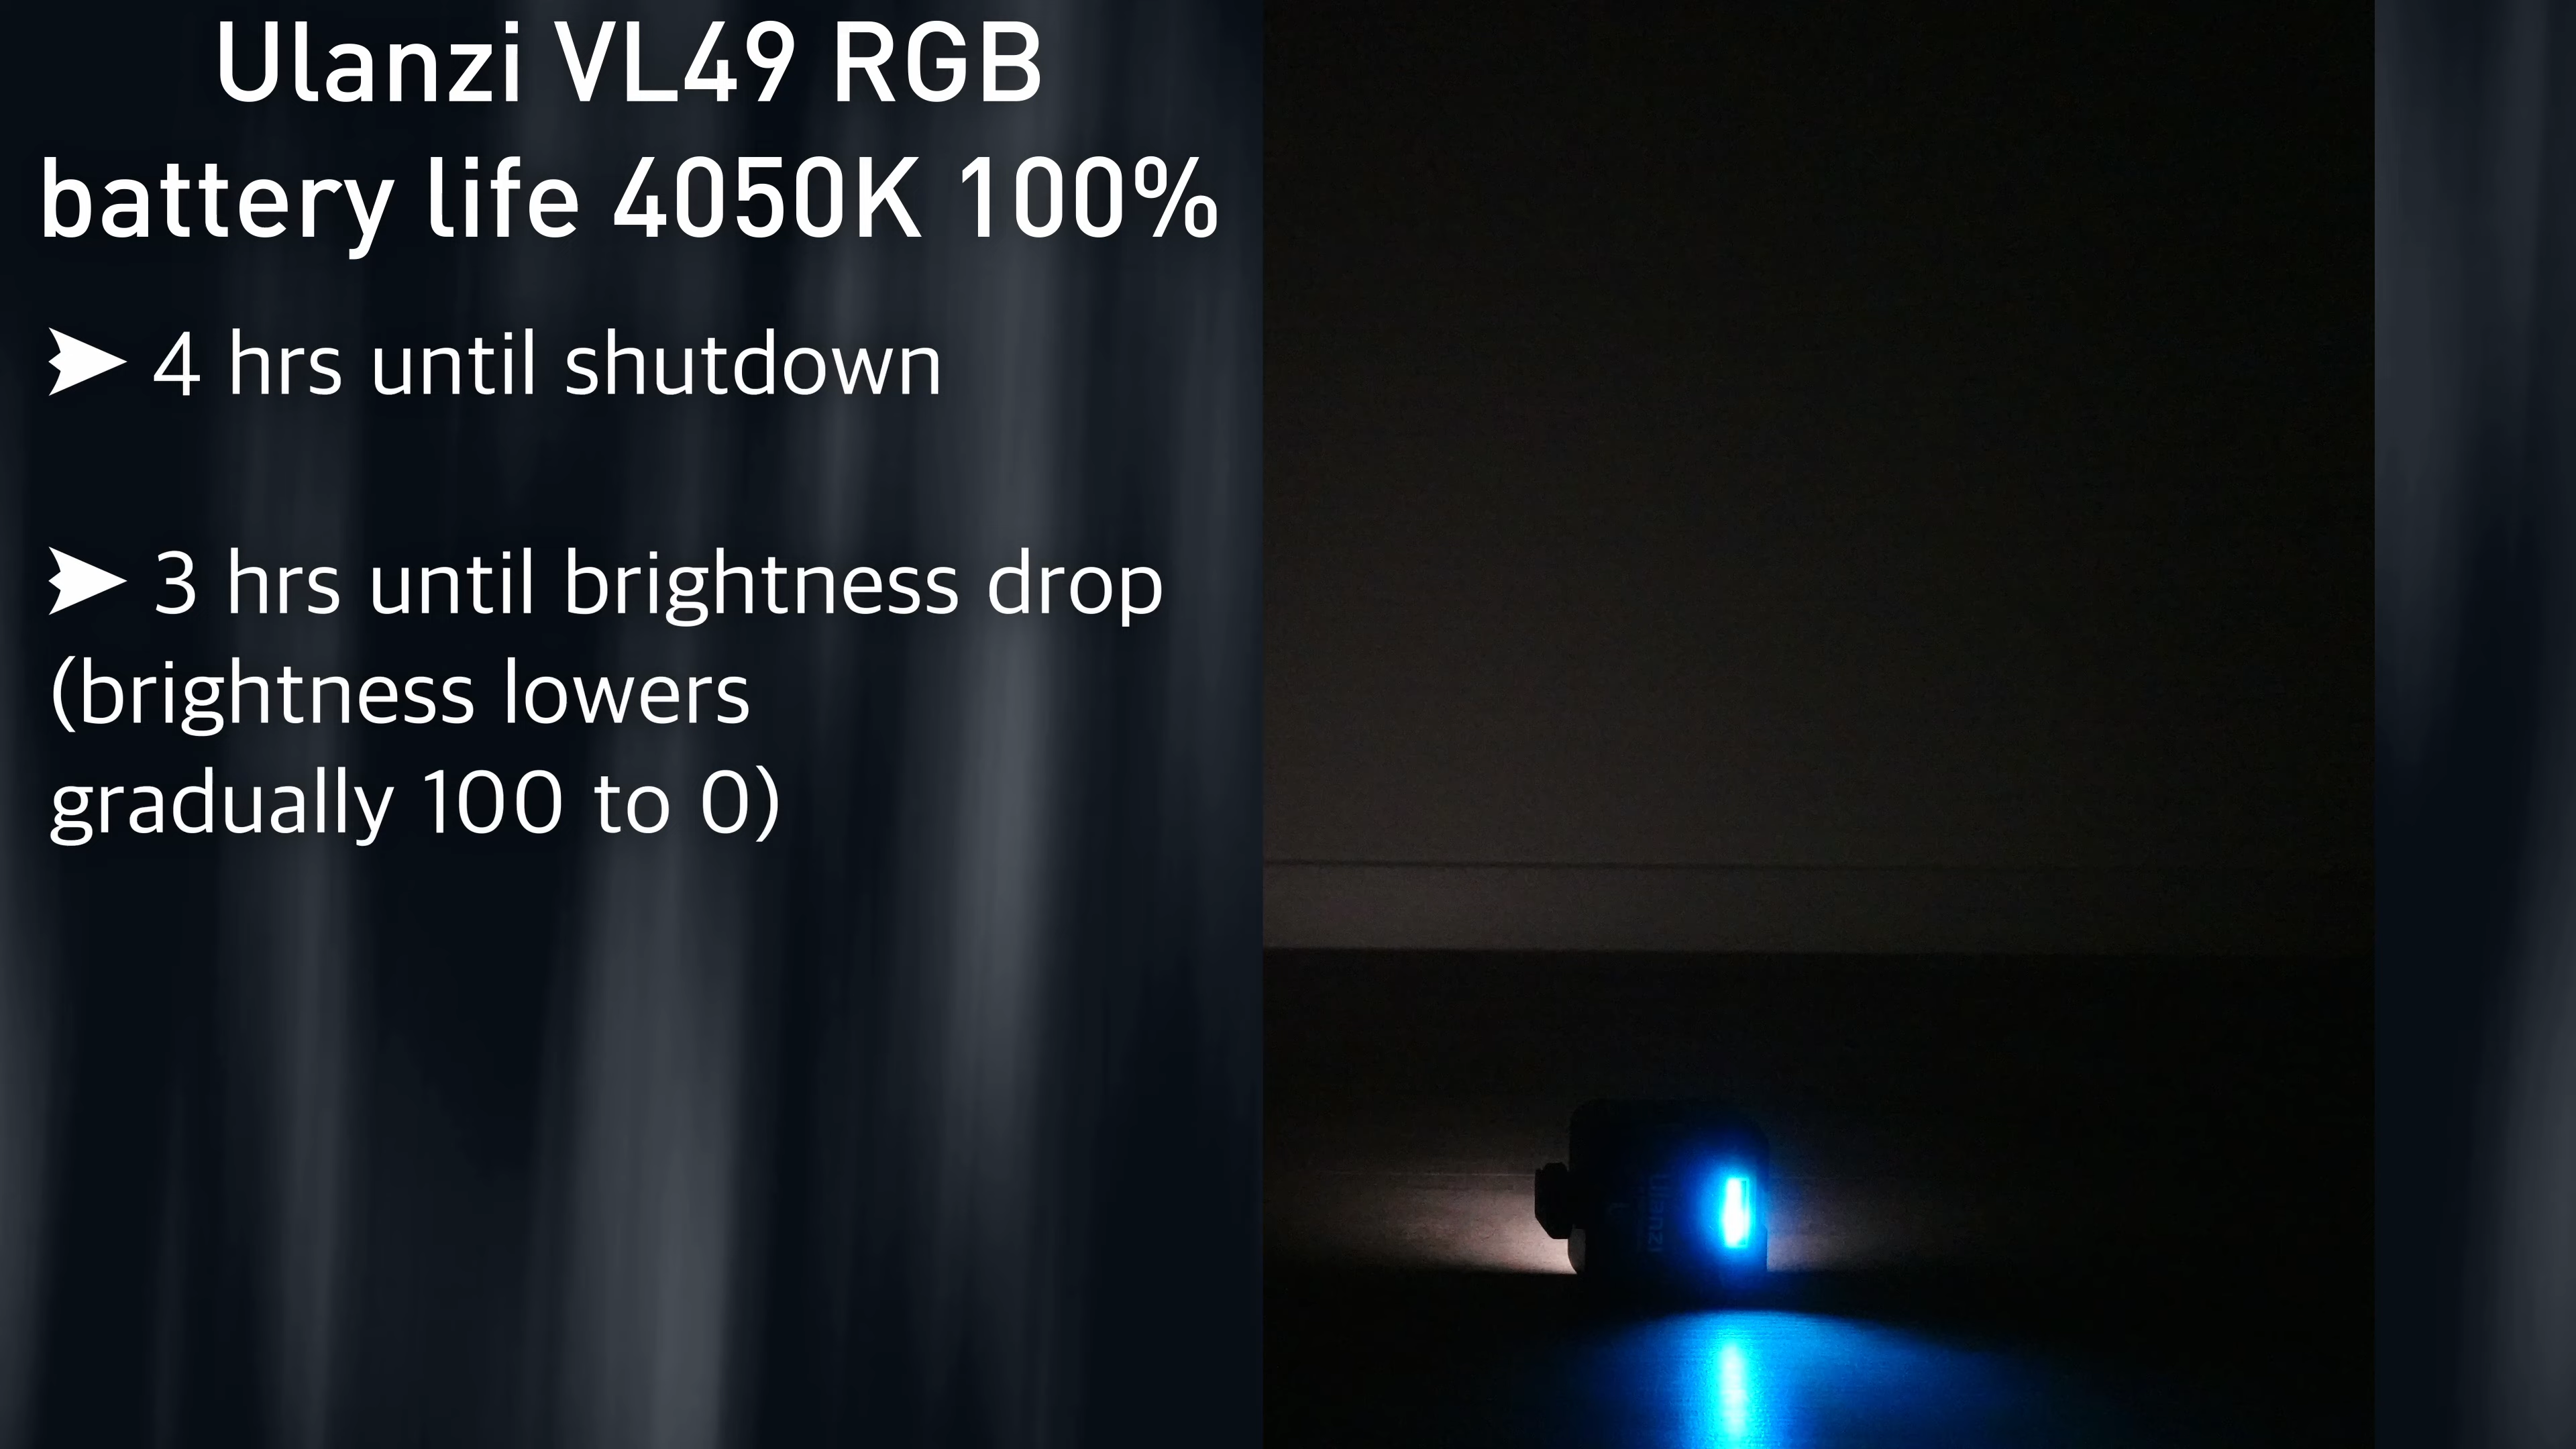 Ulanzi VL49 RGB
battery life 4050K 100%
➤ 4 hrs until shutdown
➤ 3 hrs until brightness drop
(brightness lowers
gradually 100 to 0)
ulanzi